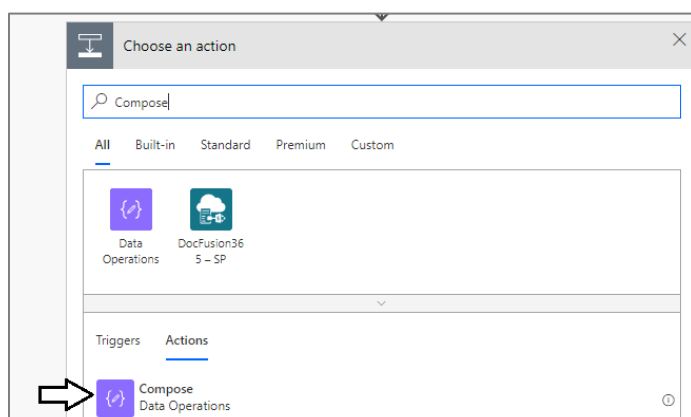 Choose an action
Compose
All Built-in Standard Premium Custom
Data
Operations
DocFusion36
5 – SP
Triggers Actions
Compose
Data Operations